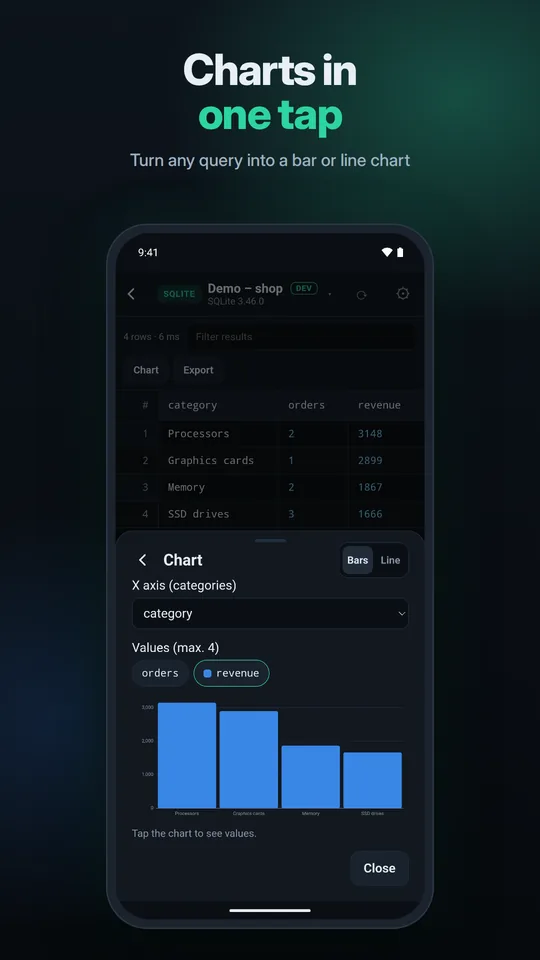 Charts in
one tap
Turn any query into a bar or line chart
9:41
SQLITE
Demo – shop
DEV
SQLite 3.46.0
4 rows · 6 ms
Filter results
Chart
Export
# category orders revenue
1 Processors 2 3148
2 Graphics cards 1 2899
3 Memory 2 1867
4 SSD drives 3 1666
Chart
Bars
Line
X axis (categories)
category
Values (max. 4)
orders
revenue
3,000
2,000
1,000
0
Processors Graphics cards Memory SSD drives
Tap the chart to see values.
Close